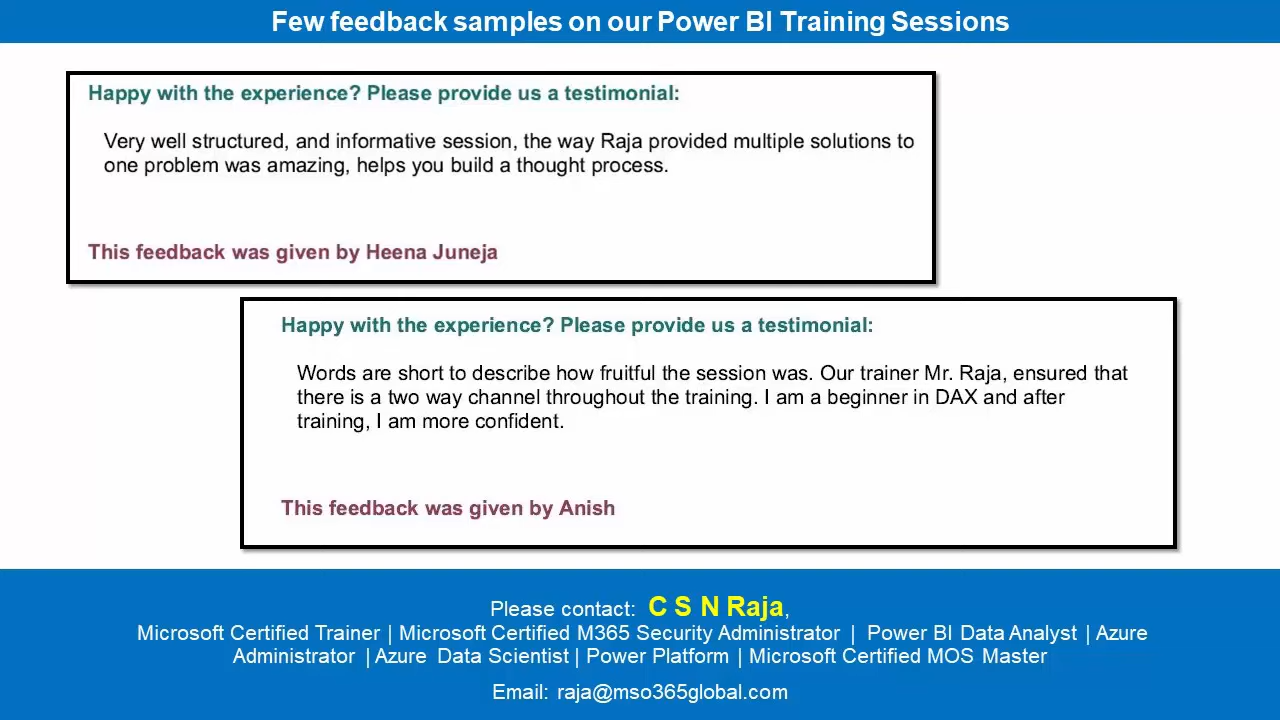 Few feedback samples on our Power BI Training Sessions
Happy with the experience? Please provide us a testimonial:
Very well structured, and informative session, the way Raja provided multiple solutions to
one problem was amazing, helps you build a thought process.
This feedback was given by Heena Juneja
Happy with the experience? Please provide us a testimonial:
Words are short to describe how fruitful the session was. Our trainer Mr. Raja, ensured that
there is a two way channel throughout the training. I am a beginner in DAX and after
training, I am more confident.
This feedback was given by Anish
Please contact: C S N Raja,
Microsoft Certified Trainer | Microsoft Certified M365 Security Administrator | Power BI Data Analyst | Azure
Administrator | Azure Data Scientist | Power Platform | Microsoft Certified MOS Master
Email: raja@mso365global.com